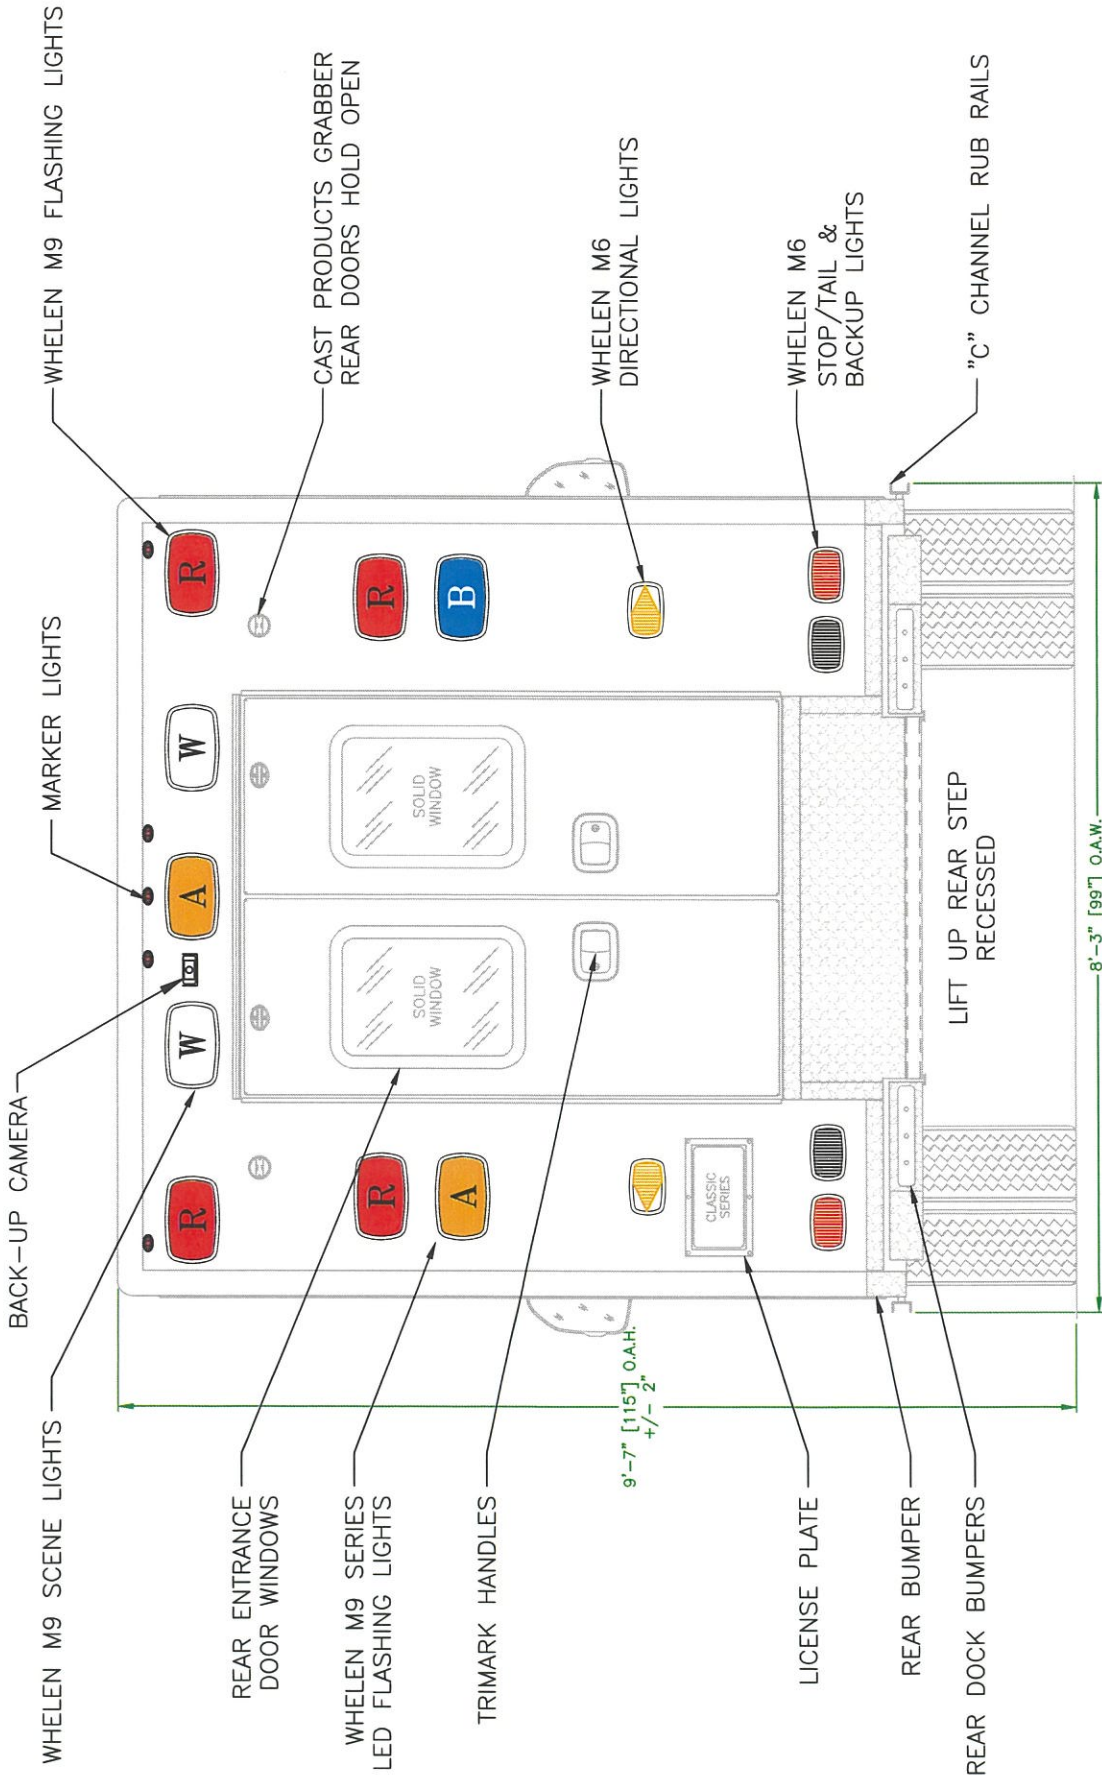 BACK-UP CAMERA
MARKER LIGHTS
WHELEN M9 SCENE LIGHTS
WHELEN M9 FLASHING LIGHTS
R
W
A
W
R
CAST PRODUCTS GRABBER
REAR DOORS HOLD OPEN
REAR ENTRANCE
DOOR WINDOWS
WHELEN M9 SERIES
LED FLASHING LIGHTS
R
R
A
B
SOLID
WINDOW
SOLID
WINDOW
TRIMARK HANDLES
WHELEN M6
DIRECTIONAL LIGHTS
9'-7" [115"] O.A.H.
+/- 2"
CLASSIC
SERIES
LICENSE PLATE
WHELEN M6
STOP/TAIL &
BACKUP LIGHTS
REAR BUMPER
REAR DOCK BUMPERS
LIFT UP REAR STEP
RECESSED
"C" CHANNEL RUB RAILS
8'-3" [99"] O.A.W.